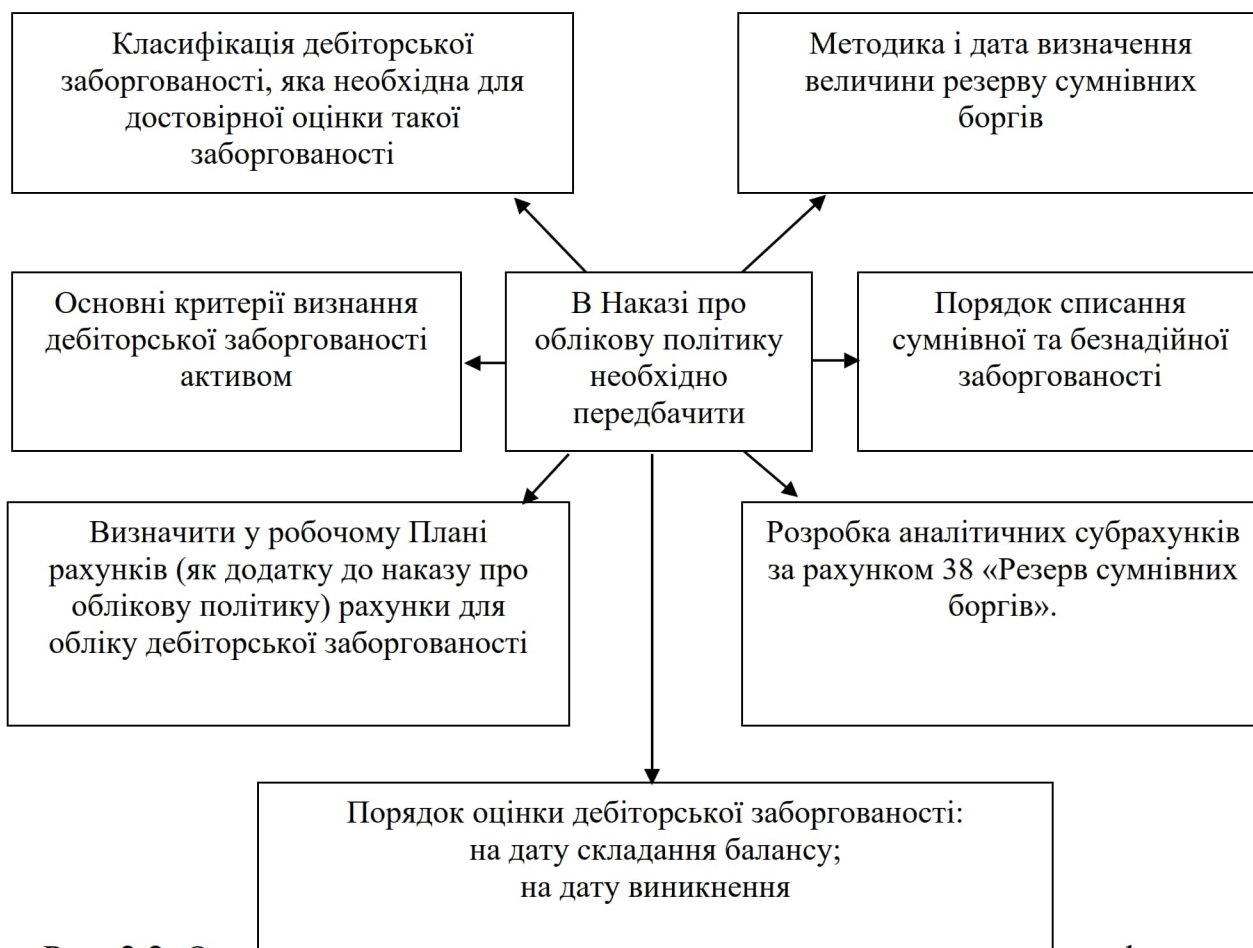 Класифікація дебіторської
заборгованості, яка необхідна для
достовірної оцінки такої
заборгованості
Методика і дата визначення
величини резерву сумнівних
боргів
Основні критерії визнання
дебіторської заборгованості
активом
В Наказі про
облікову політику
необхідно
передбачити
Порядок списання
сумнівної та безнадійної
заборгованості
Визначити у робочому Плані
рахунків (як додатку до наказу про
облікову політику) рахунки для
обліку дебіторської заборгованості
Розробка аналітичних субрахунків
за рахунком 38 «Резерв сумнівних
боргів».
Порядок оцінки дебіторської заборгованості:
на дату складання балансу;
на дату виникнення